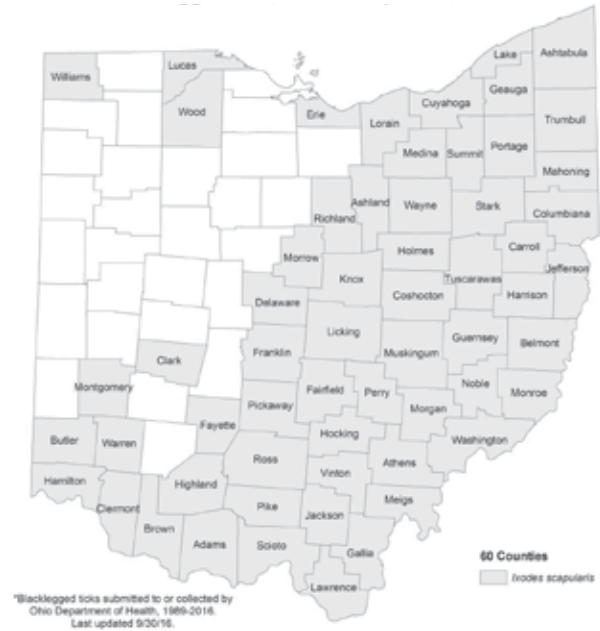 Lake
Ashtabula
Lucas
Williams
Geauga
Cuyahoga
Wood
Erie
Lorain
Trumbull
Medina
Summit
Portage
Mahoning
Ashland
Wayne
Stark
Richland
Columbiana
Holmes
Carroll
Morrow
Jefferson
Knox
Tuscarawas
Coshocton
Harrison
Delaware
Licking
Guernsey
Belmont
Franklin
Muskingum
Clark
Noble
Montgomery
Fairfield
Perry
Monroe
Pickaway
Morgan
Fayette
Hocking
Butler
Warren
Washington
Ross
Athens
Vinton
Hamilton
Highland
Meigs
Clermont
Pike
Jackson
Brown
Adams
Scioto
Gallia
Lawrence
60 Counties
Ixodes scapularis
*Blacklegged ticks submitted to or collected by
Ohio Department of Health, 1989-2016.
Last updated 9/30/16.